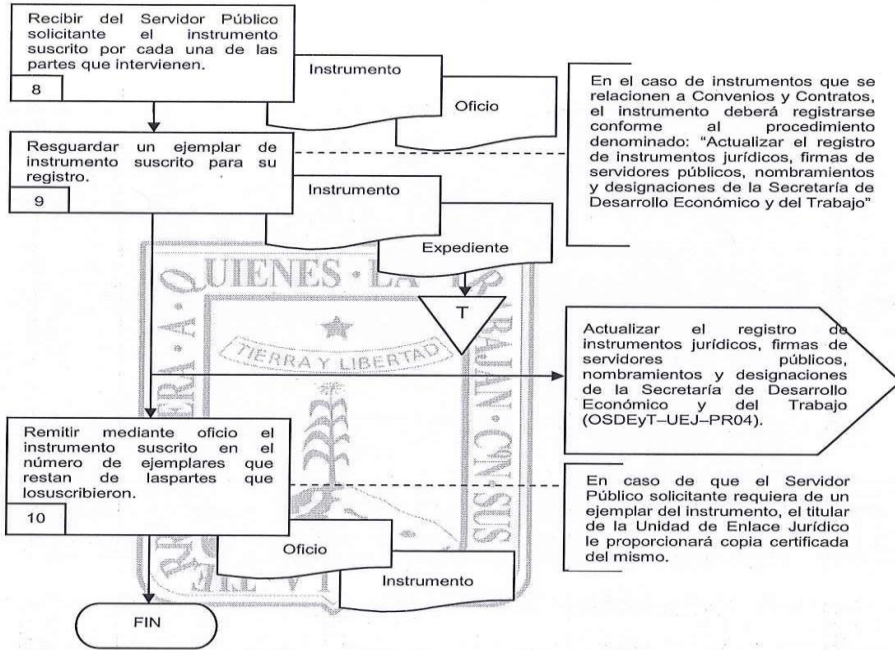 Recibir del Servidor Público
solicitante el instrumento
suscrito por cada una de las
partes que intervienen.
8
Instrumento
Oficio
En el caso de instrumentos que se
relacionen a Convenios y Contratos,
el instrumento deberá registrarse
conforme al procedimiento
denominado: “Actualizar el registro
de instrumentos jurídicos, firmas de
servidores públicos, nombramientos
y designaciones de la Secretaría de
Desarrollo Económico y del Trabajo”
Resguardar un ejemplar de
instrumento suscrito para su
registro.
9
Instrumento
Expediente
T
QUIENES · LA
TIERRA Y LIBERTAD
Actualizar el registro de
instrumentos jurídicos, firmas de
servidores públicos,
nombramientos y designaciones
de la Secretaría de Desarrollo
Económico y del Trabajo
(OSDEyT–UEJ–PR04).
Remitir mediante oficio el
instrumento suscrito en el
número de ejemplares que
restan de laspartes que
losuscribieron.
10
Oficio
Instrumento
En caso de que el Servidor
Público solicitante requiera de un
ejemplar del instrumento, el titular
de la Unidad de Enlace Jurídico
le proporcionará copia certificada
del mismo.
FIN